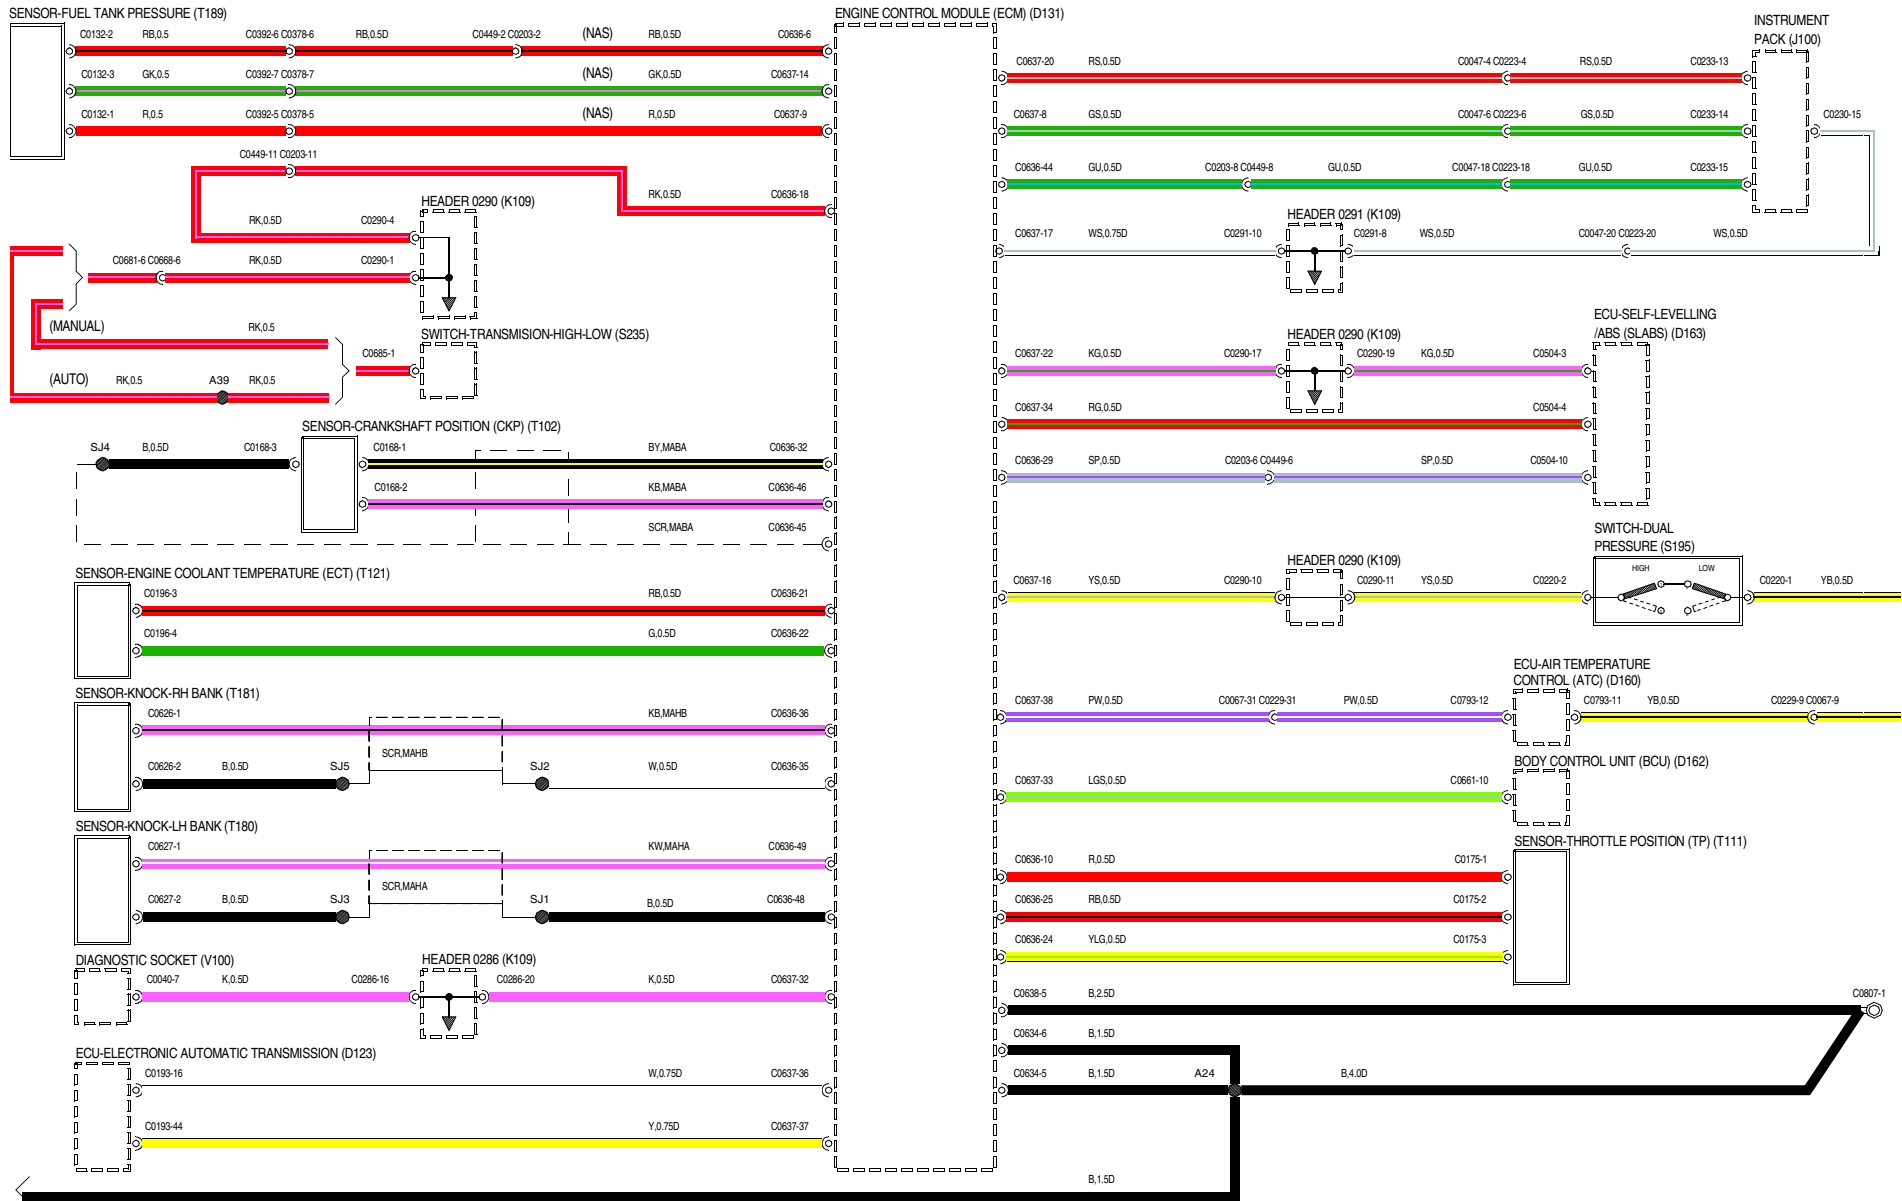 SENSOR-FUEL TANK PRESSURE (T189)
C0132-2 RB,0.5 C0392-6 C0378-6 RB,0.5D C0449-2 C0203-2 (NAS) RB,0.5D C0636-6
C0132-3 GK,0.5 C0392-7 C0378-7 (NAS) GK,0.5D C0637-14
C0132-1 R,0.5 C0392-5 C0378-5 (NAS) R,0.5D C0637-9
C0449-11 C0203-11
RK,0.5D C0636-18
HEADER 0290 (K109)
RK,0.5D C0290-4
C0681-6 C0668-6 RK,0.5D C0290-1
(MANUAL) RK,0.5
SWITCH-TRANSMISION-HIGH-LOW (S235)
C0685-1
(AUTO) RK,0.5 A39 RK,0.5
SENSOR-CRANKSHAFT POSITION (CKP) (T102)
SJ4 B,0.5D C0168-3 C0168-1 BY,MABA C0636-32
C0168-2 KB,MABA C0636-46
SCR,MABA C0636-45
SENSOR-ENGINE COOLANT TEMPERATURE (ECT) (T121)
C0196-3 RB,0.5D C0636-21
C0196-4 G,0.5D C0636-22
SENSOR-KNOCK-RH BANK (T181)
C0626-1 KB,MAHB C0636-36
SCR,MAHB
C0626-2 B,0.5D SJ5 SJ2 W,0.5D C0636-35
SENSOR-KNOCK-LH BANK (T180)
C0627-1 KW,MAHA C0636-49
SCR,MAHA
C0627-2 B,0.5D SJ3 SJ1 B,0.5D C0636-48
DIAGNOSTIC SOCKET (V100)
HEADER 0286 (K109)
C0040-7 K,0.5D C0286-16 C0286-20 K,0.5D C0637-32
ECU-ELECTRONIC AUTOMATIC TRANSMISSION (D123)
C0193-16 W,0.75D C0637-36
C0193-44 Y,0.75D C0637-37
ENGINE CONTROL MODULE (ECM) (D131)
INSTRUMENT
PACK (J100)
C0637-20 RS,0.5D C0047-4 C0223-4 RS,0.5D C0233-13
C0637-8 GS,0.5D C0047-6 C0223-6 GS,0.5D C0233-14 C0230-15
C0636-44 GU,0.5D C0203-8 C0449-8 GU,0.5D C0047-18 C0223-18 GU,0.5D C0233-15
HEADER 0291 (K109)
C0637-17 WS,0.75D C0291-10 C0291-8 WS,0.5D C0047-20 C0223-20 WS,0.5D
ECU-SELF-LEVELLING
/ABS (SLABS) (D163)
HEADER 0290 (K109)
C0637-22 KG,0.5D C0290-17 C0290-19 KG,0.5D C0504-3
C0637-34 RG,0.5D C0504-4
C0636-29 SP,0.5D C0203-6 C0449-6 SP,0.5D C0504-10
SWITCH-DUAL
PRESSURE (S195)
HEADER 0290 (K109)
HIGH LOW
C0637-16 YS,0.5D C0290-10 C0290-11 YS,0.5D C0220-2 C0220-1 YB,0.5D
ECU-AIR TEMPERATURE
CONTROL (ATC) (D160)
C0637-38 PW,0.5D C0067-31 C0229-31 PW,0.5D C0793-12 C0793-11 YB,0.5D C0229-9 C0067-9
BODY CONTROL UNIT (BCU) (D162)
C0637-33 LGS,0.5D C0661-10
SENSOR-THROTTLE POSITION (TP) (T111)
C0636-10 R,0.5D C0175-1
C0636-25 RB,0.5D C0175-2
C0636-24 YLG,0.5D C0175-3
C0638-5 B,2.5D C0807-1
C0634-6 B,1.5D
C0634-5 B,1.5D A24 B,4.0D
B,1.5D